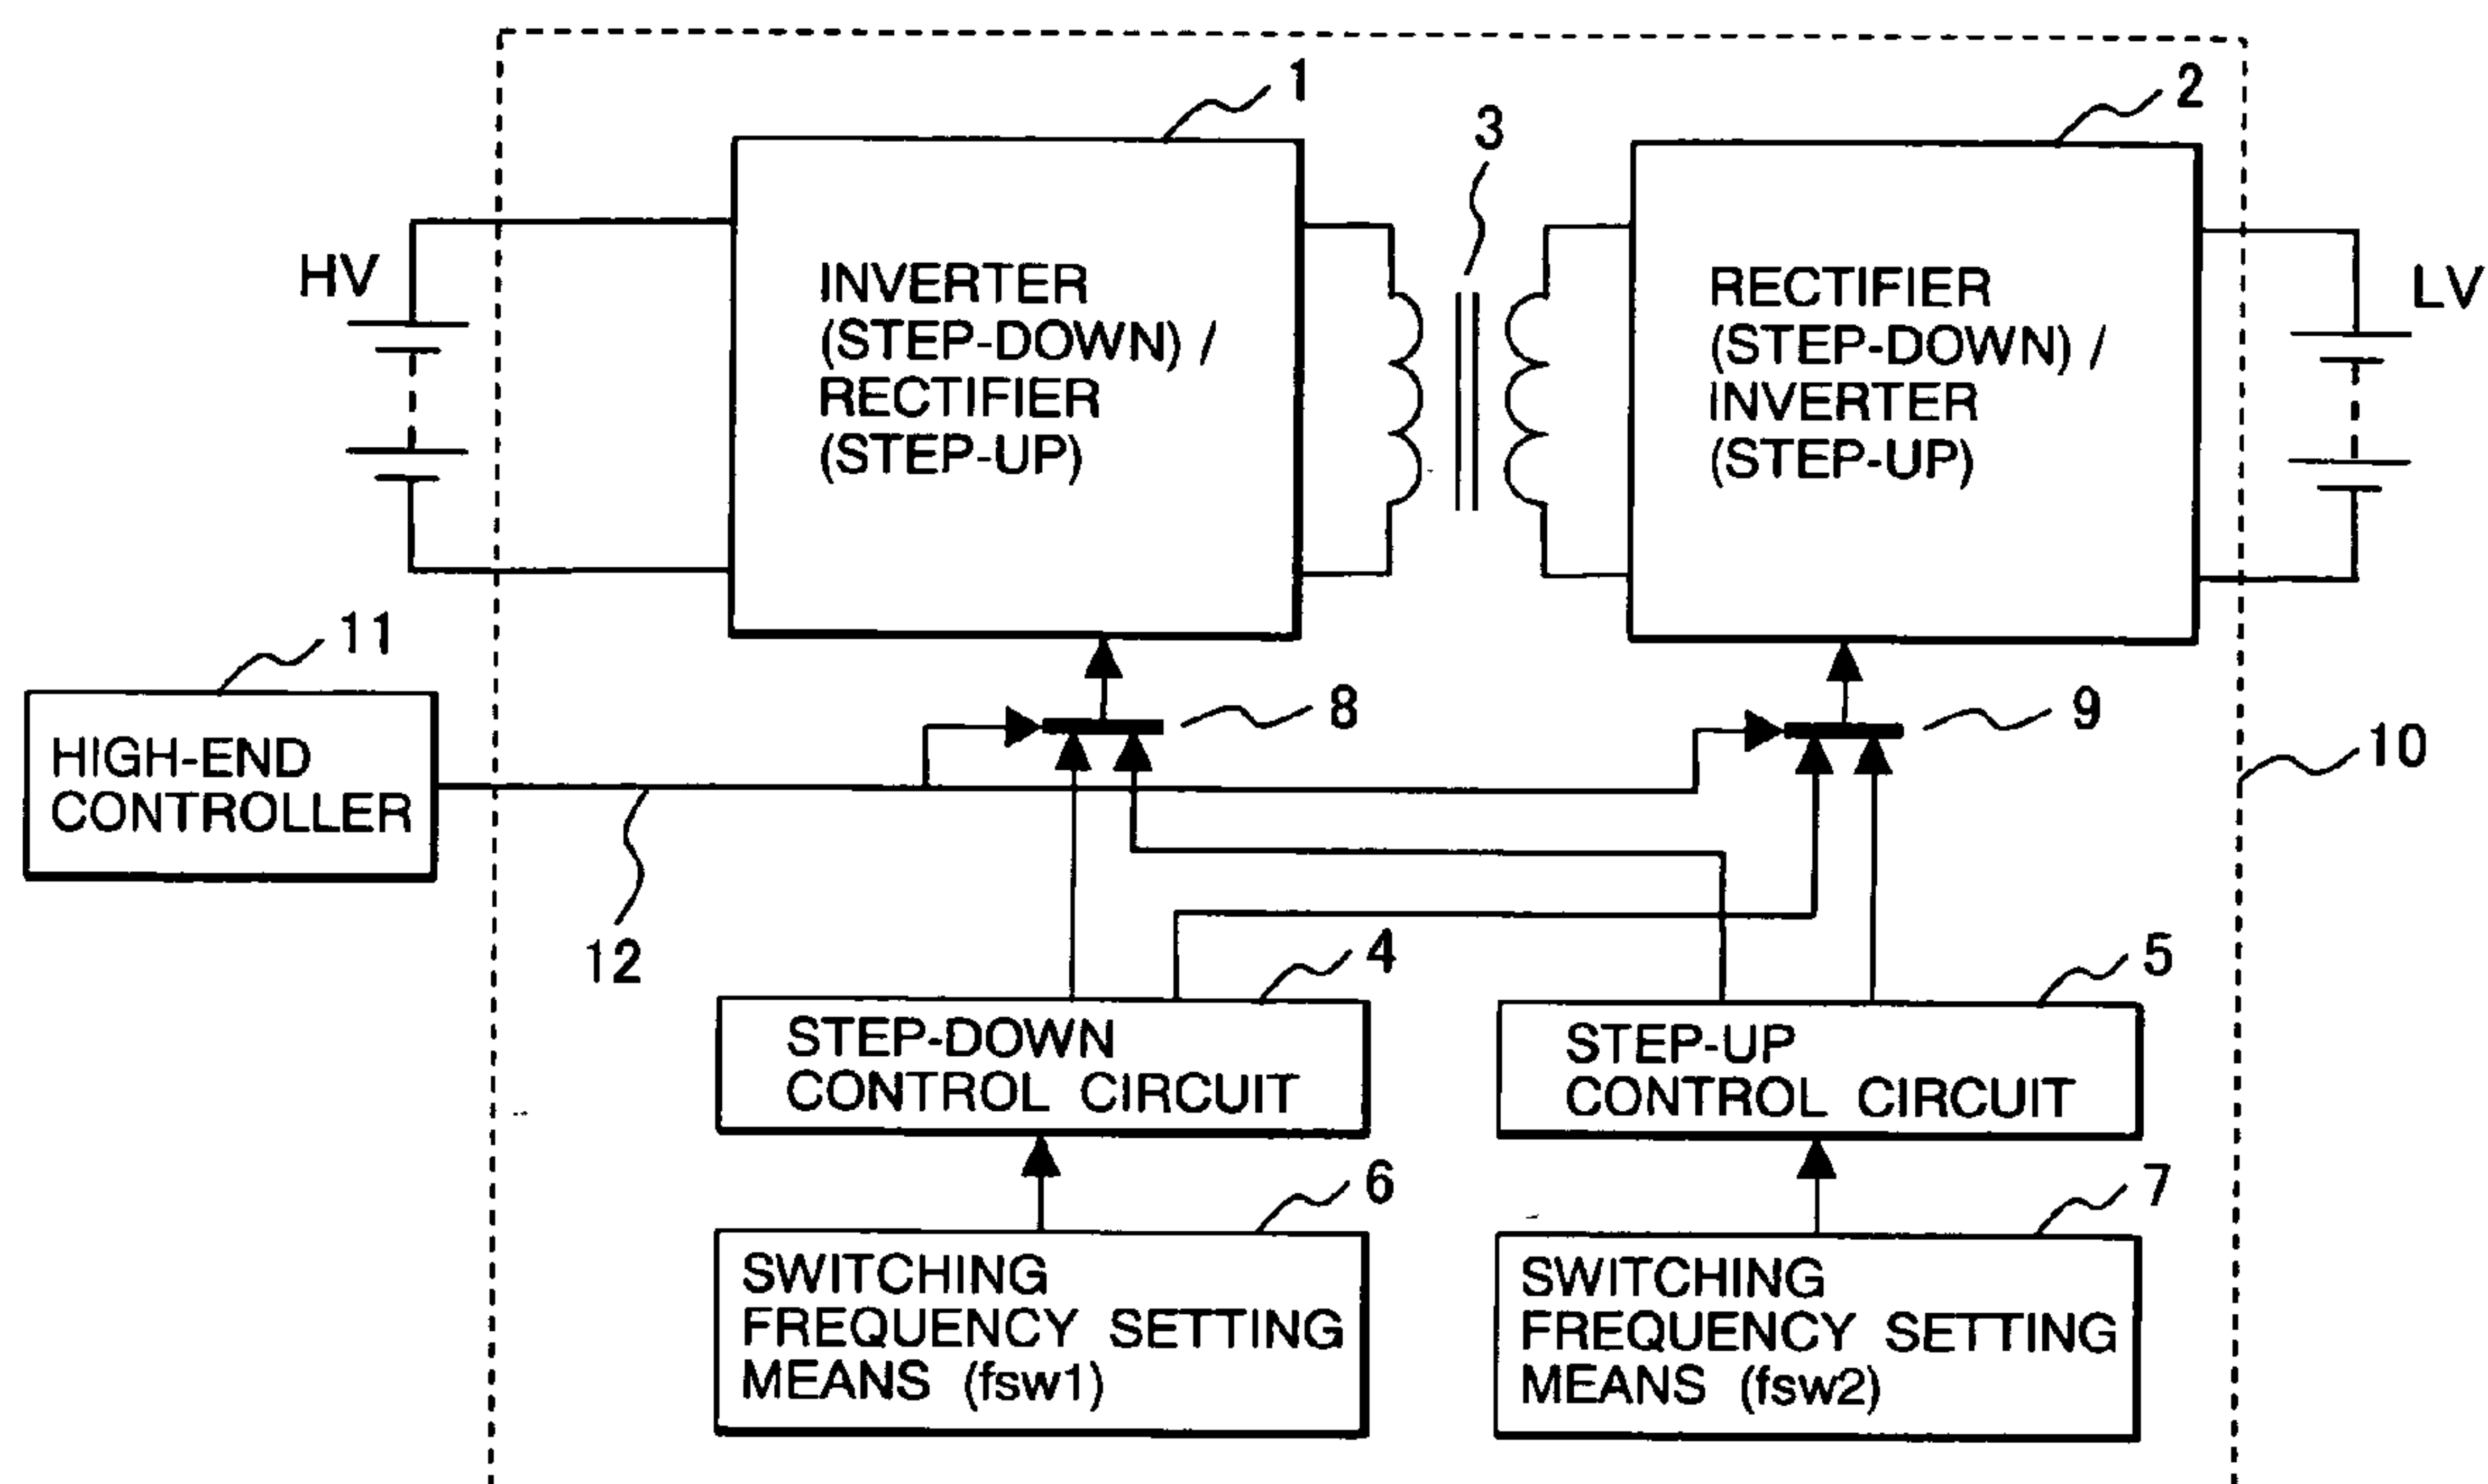 1
2
3
HV
INVERTER
(STEP-DOWN) /
RECTIFIER
(STEP-UP)
RECTIFIER
(STEP-DOWN) /
INVERTER
(STEP-UP)
LV
11
8
9
10
HIGH-END
CONTROLLER
12
4
5
STEP-DOWN
CONTROL CIRCUIT
STEP-UP
CONTROL CIRCUIT
6
7
SWITCHING
FREQUENCY SETTING
MEANS (fsw1)
SWITCHING
FREQUENCY SETTING
MEANS (fsw2)